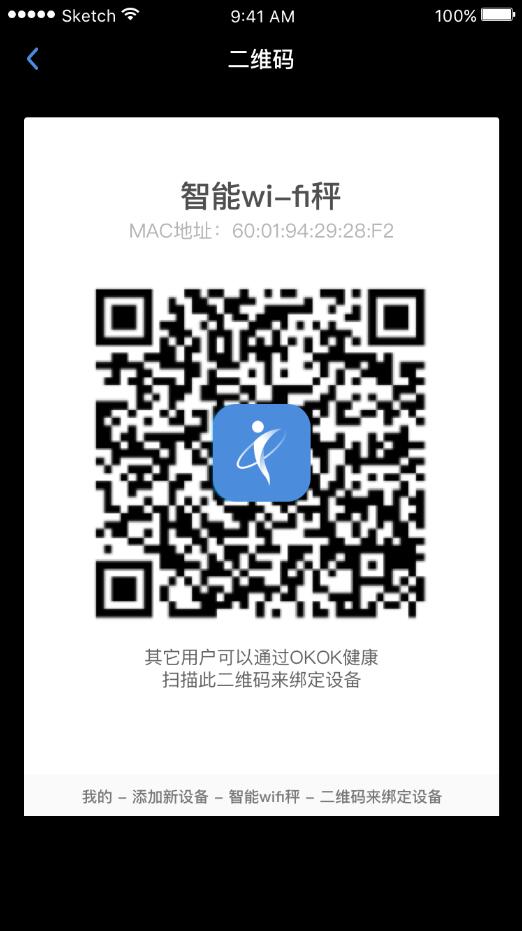 Sketch 9:41 AM 100%
二维码
智能wi-fi秤
MAC地址：60:01:94:29:28:F2
其它用户可以通过OKOK健康
扫描此二维码来绑定设备
我的 - 添加新设备 - 智能wifi秤 - 二维码来绑定设备